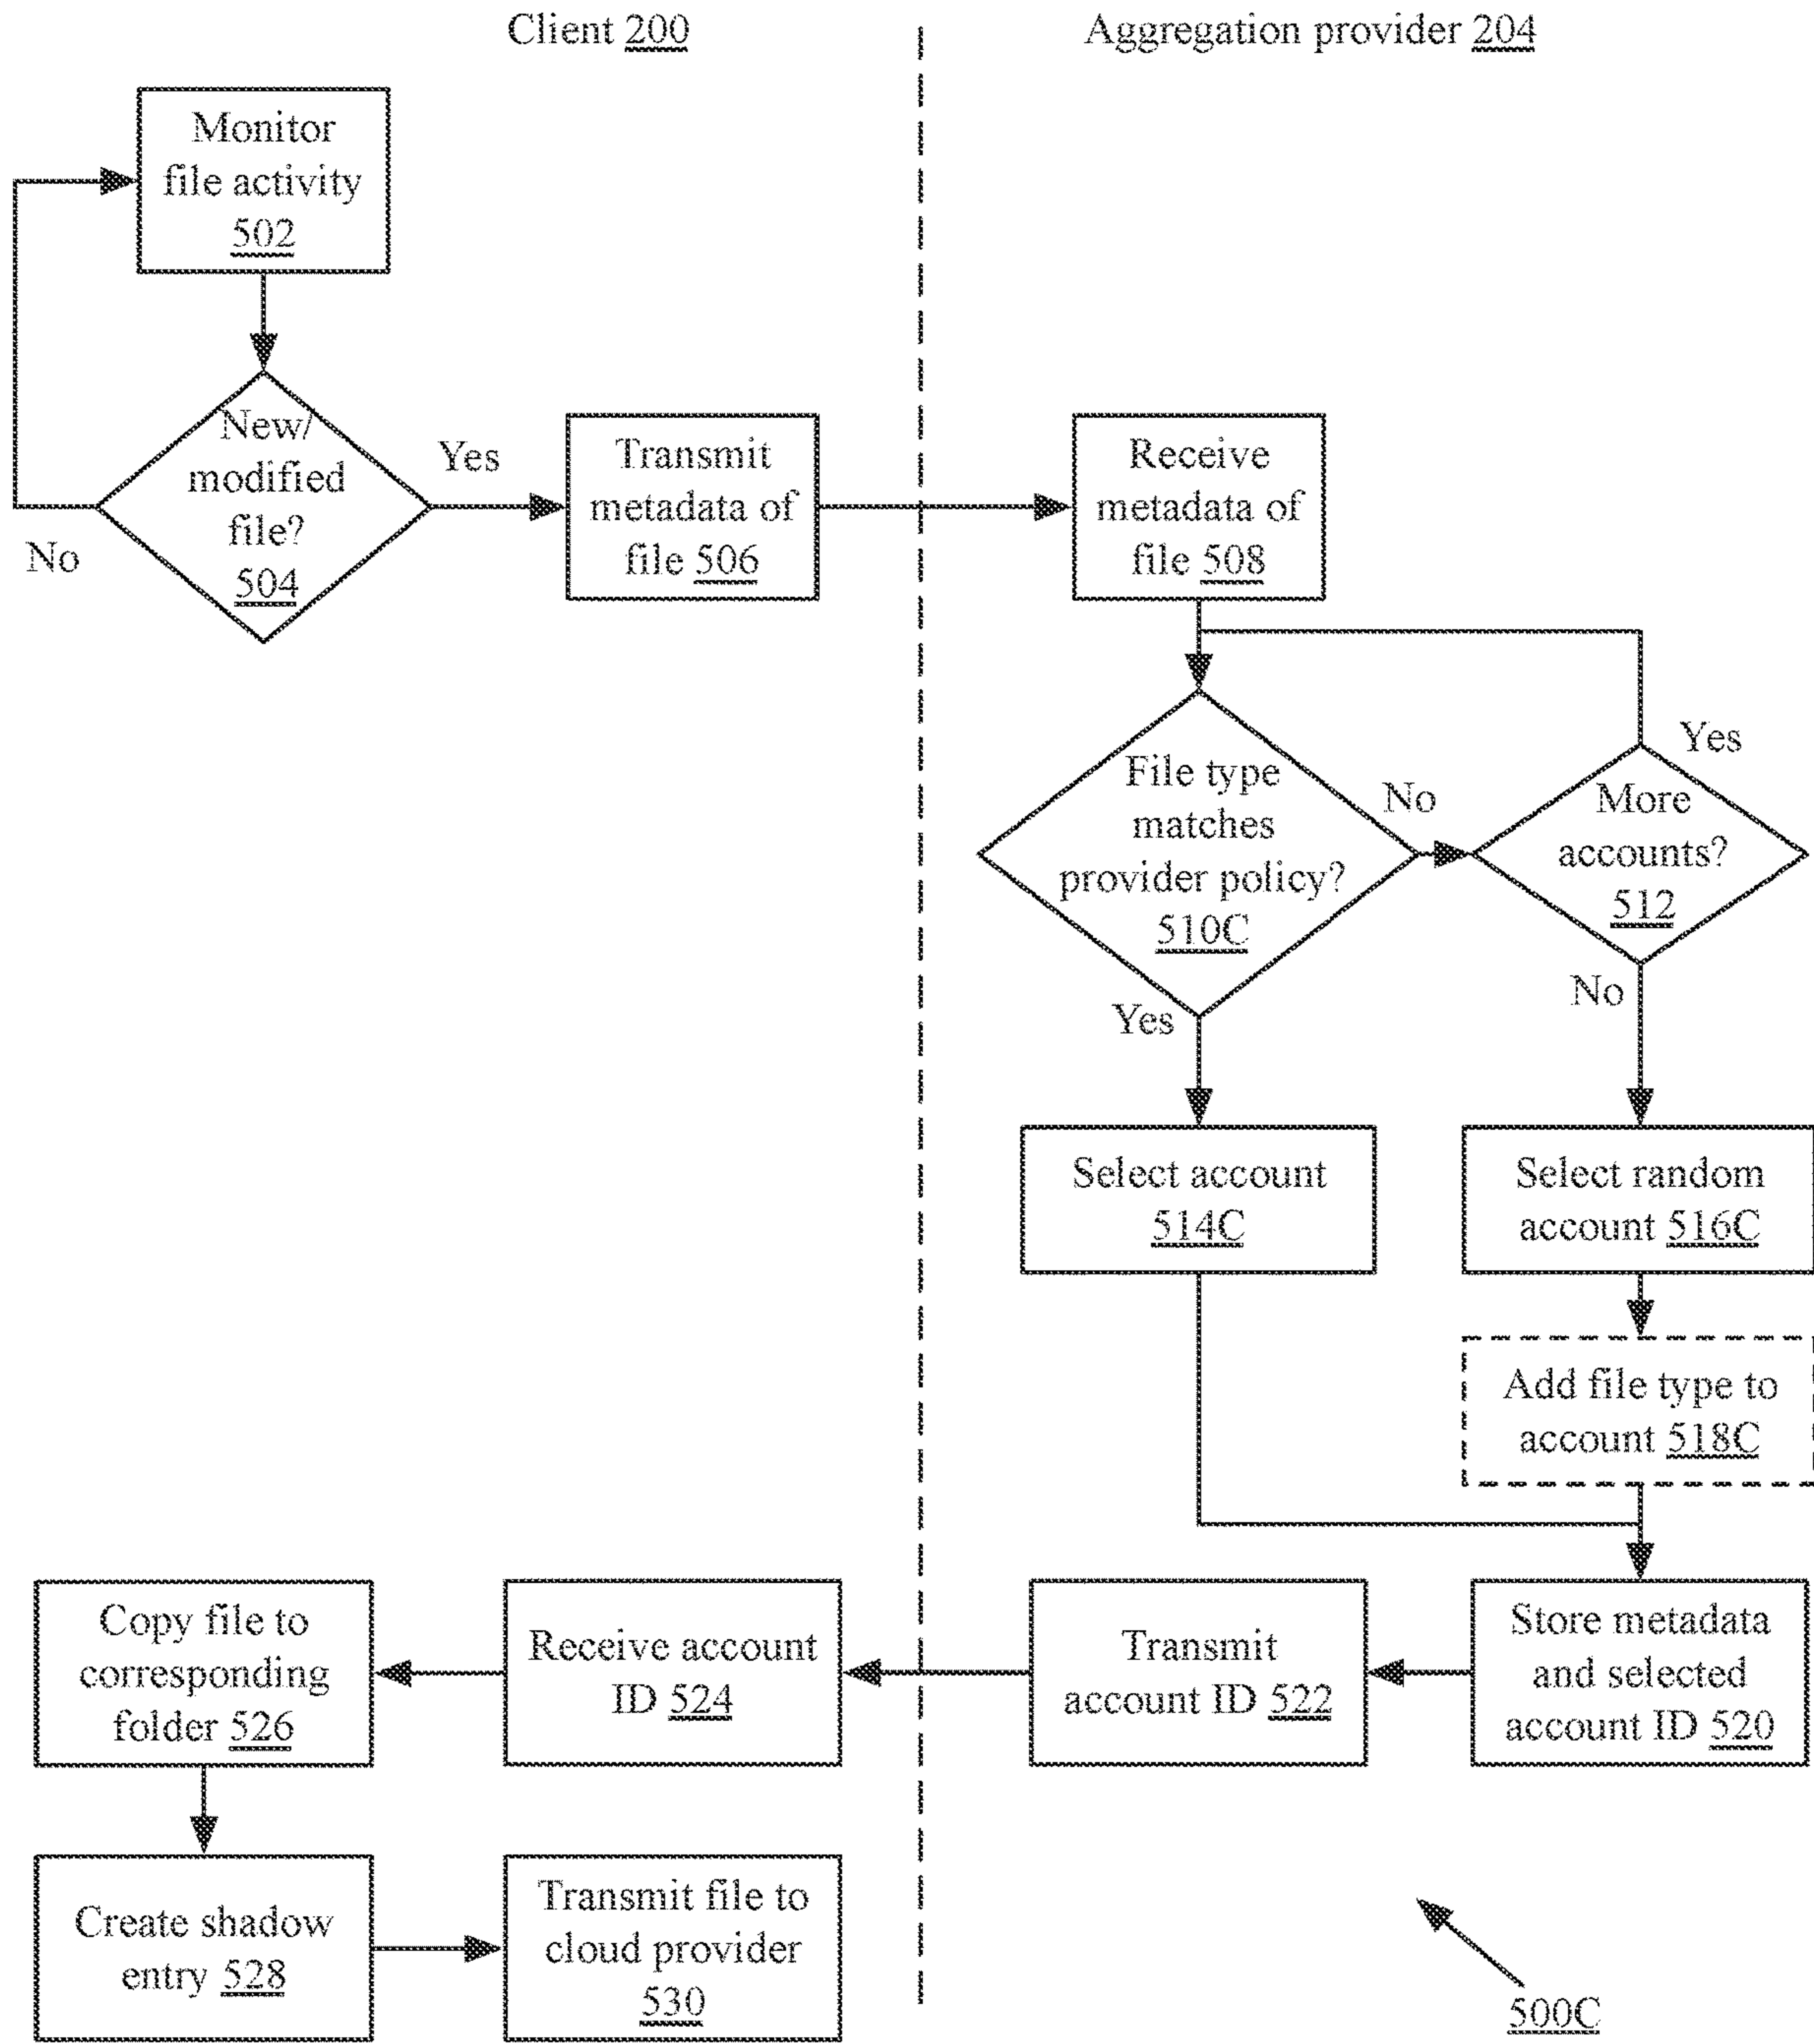 Client 200
Aggregation provider 204
Monitor
file activity
502
New/
modified
file?
504
Yes
No
Transmit
metadata of
file 506
Receive
metadata of
file 508
File type
matches
provider policy?
510C
No
Yes
More
accounts?
512
Yes
No
Select account
514C
Select random
account 516C
Add file type to
account 518C
Store metadata
and selected
account ID 520
Transmit
account ID 522
Receive account
ID 524
Copy file to
corresponding
folder 526
Create shadow
entry 528
Transmit file to
cloud provider
530
500C